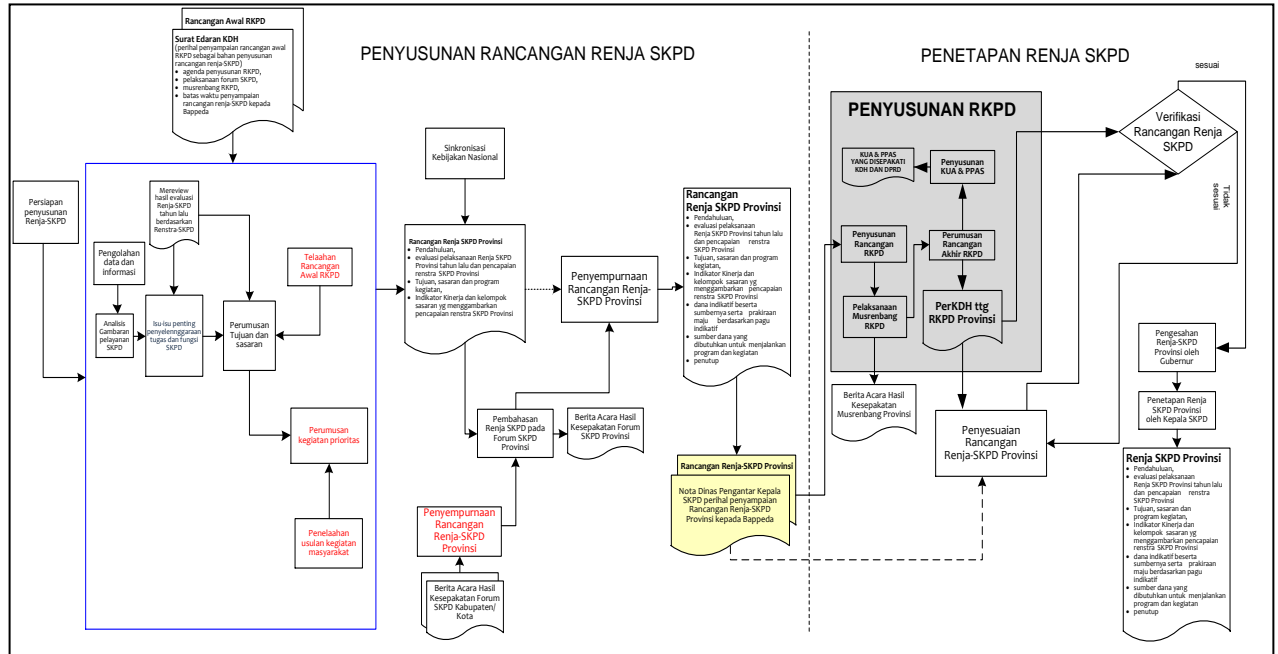 Rancangan Awal RKPD
Surat Edaran KDH
(perihal penyampaian rancangan awal
RKPD sebagai bahan penyusunan
rancangan renja-SKPD)
• agenda penyusunan RKPD,
• pelaksanaan forum SKPD,
• musrenbang RKPD,
• batas waktu penyampaian
rancangan renja-SKPD kepada
Bappeda
PENYUSUNAN RANCANGAN RENJA SKPD
Persiapan
penyusunan
Renja-SKPD
Mereview
hasil evaluasi
Renja-SKPD
tahun lalu
berdasarkan
Renstra-SKPD
Pengolahan
data dan
informasi
Telaahan
Rancangan
Awal RKPD
Analisis
Gambaran
pelayanan
SKPD
Isu-isu penting
penyelenggaraan
tugas dan fungsi
SKPD
Perumusan
Tujuan dan
sasaran
Perumusan
kegiatan prioritas
Penelaahan
usulan kegiatan
masyarakat
Sinkronisasi
Kebijakan Nasional
Rancangan Renja SKPD Provinsi
• Pendahuluan,
• evaluasi pelaksanaan Renja SKPD
Provinsi tahun lalu dan pencapaian
renstra SKPD Provinsi
• Tujuan, sasaran dan program
kegiatan,
• Indikator Kinerja dan kelompok
sasaran yg menggambarkan
pencapaian renstra SKPD Provinsi
Penyempurnaan
Rancangan Renja-
SKPD Provinsi
Pembahasan
Renja SKPD pada
Forum SKPD
Provinsi
Berita Acara Hasil
Kesepakatan Forum
SKPD Provinsi
Penyempurnaan
Rancangan
Renja-SKPD
Provinsi
Berita Acara Hasil
Kesepakatan Forum
SKPD Kabupaten/
Kota
Rancangan
Renja SKPD Provinsi
• Pendahuluan,
• evaluasi pelaksanaan
Renja SKPD Provinsi tahun lalu
dan pencapaian renstra
SKPD Provinsi
• Tujuan, sasaran dan program
kegiatan,
• Indikator Kinerja dan kelompok
sasaran yg
menggambarkan pencapaian
renstra SKPD Provinsi
• dana indikatif beserta
sumbernya serta prakiraan
maju berdasarkan pagu
indikatif
• sumber dana yang
dibutuhkan untuk menjalankan
program dan kegiatan
• penutup
Rancangan Renja-SKPD Provinsi
Nota Dinas Pengantar Kepala
SKPD perihal penyampaian
Rancangan Renja-SKPD
Provinsi kepada Bappeda
PENETAPAN RENJA SKPD
PENYUSUNAN RKPD
KUA & PPAS
YANG DISEPAKATI
KDH DAN DPRD
Penyusunan
KUA & PPAS
Penyusunan
Rancangan
RKPD
Perumusan
Rancangan
Akhir RKPD
Pelaksanaan
Musrenbang
RKPD
PerKDH ttg
RKPD Provinsi
Berita Acara Hasil
Kesepakatan
Musrenbang Provinsi
Penyesuaian
Rancangan
Renja-SKPD Provinsi
sesuai
Verifikasi
Rancangan Renja
SKPD
Tidak
sesuai
Pengesahan
Renja-SKPD
Provinsi oleh
Gubernur
Penetapan Renja
SKPD Provinsi
oleh Kepala SKPD
Renja SKPD Provinsi
• Pendahuluan,
• evaluasi pelaksanaan
Renja SKPD Provinsi tahun lalu
dan pencapaian renstra
SKPD Provinsi
• Tujuan, sasaran dan
program kegiatan,
• Indikator Kinerja dan
kelompok sasaran yg
menggambarkan pencapaian
renstra SKPD Provinsi
• dana indikatif beserta
sumbernya serta prakiraan
maju berdasarkan pagu
indikatif
• sumber dana yang
dibutuhkan untuk menjalankan
program dan kegiatan
• penutup